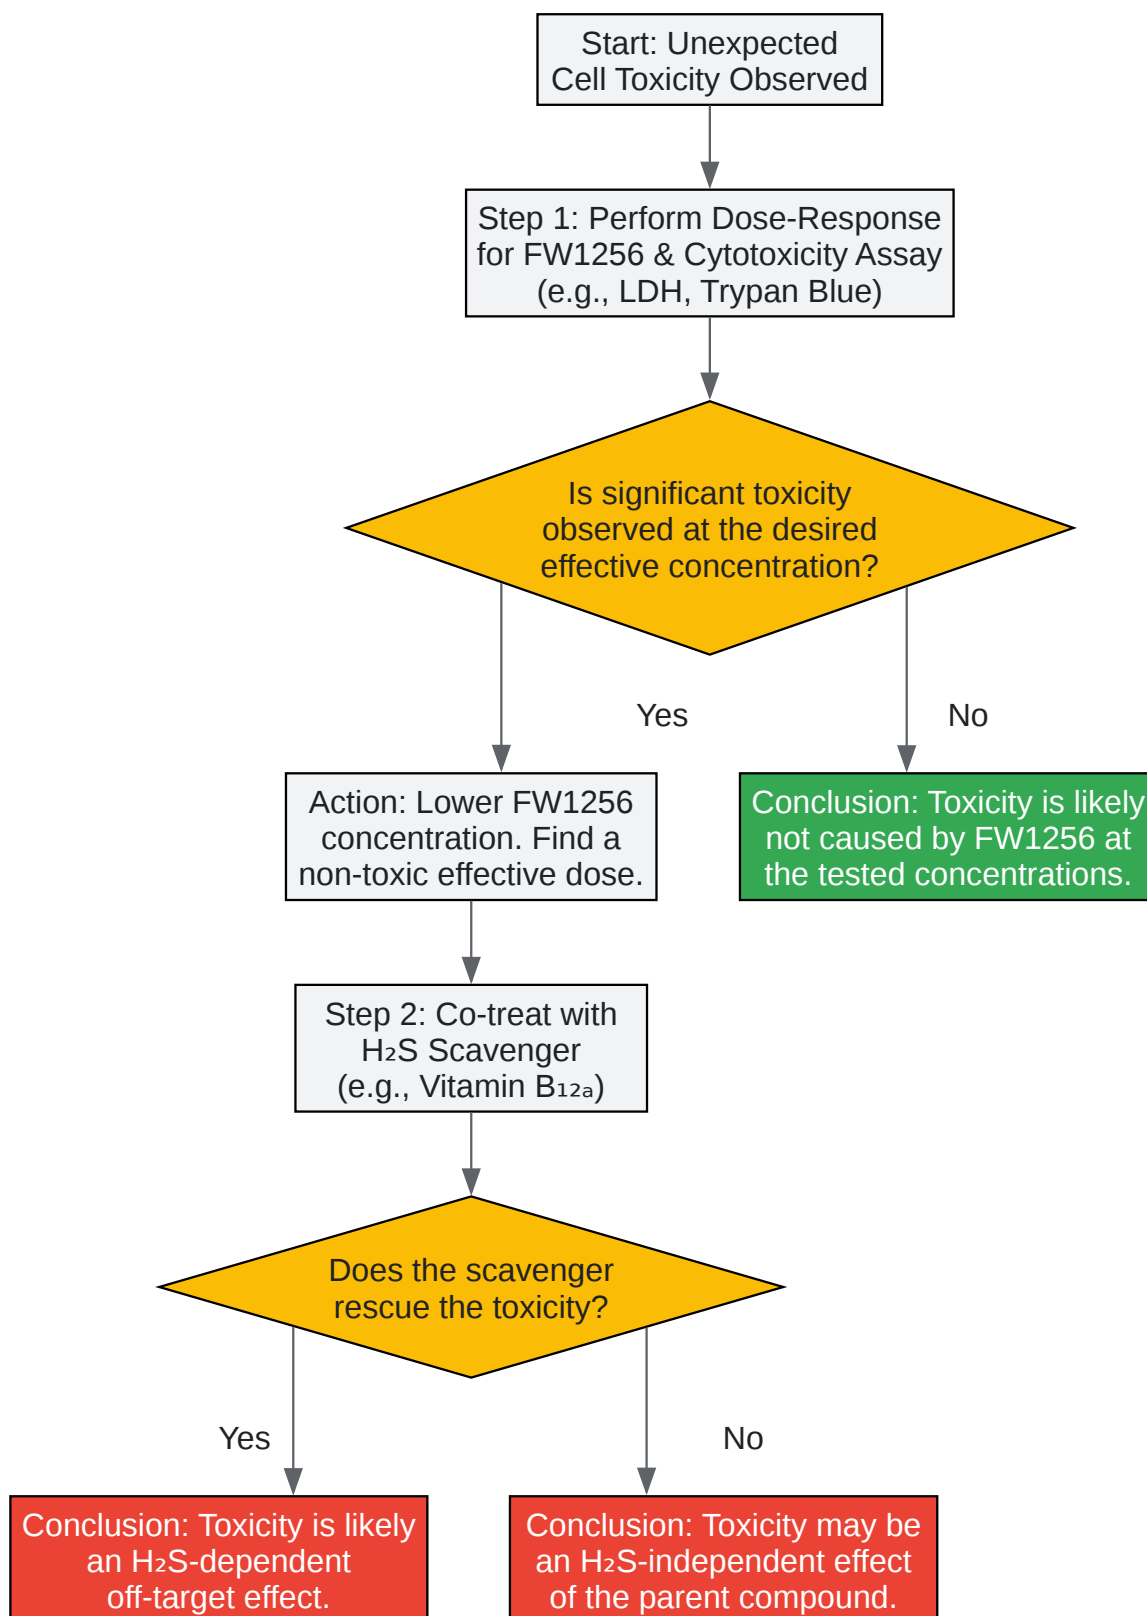 Start: Unexpected
Cell Toxicity Observed
Step 1: Perform Dose-Response
for FW1256 & Cytotoxicity Assay
(e.g., LDH, Trypan Blue)
Is significant toxicity
observed at the desired
effective concentration?
Yes
No
Action: Lower FW1256
concentration. Find a
non-toxic effective dose.
Conclusion: Toxicity is likely
not caused by FW1256 at
the tested concentrations.
Step 2: Co-treat with
H₂S Scavenger
(e.g., Vitamin B₁₂ₐ)
Does the scavenger
rescue the toxicity?
Yes
No
Conclusion: Toxicity is likely
an H₂S-dependent
off-target effect.
Conclusion: Toxicity may be
an H₂S-independent effect
of the parent compound.